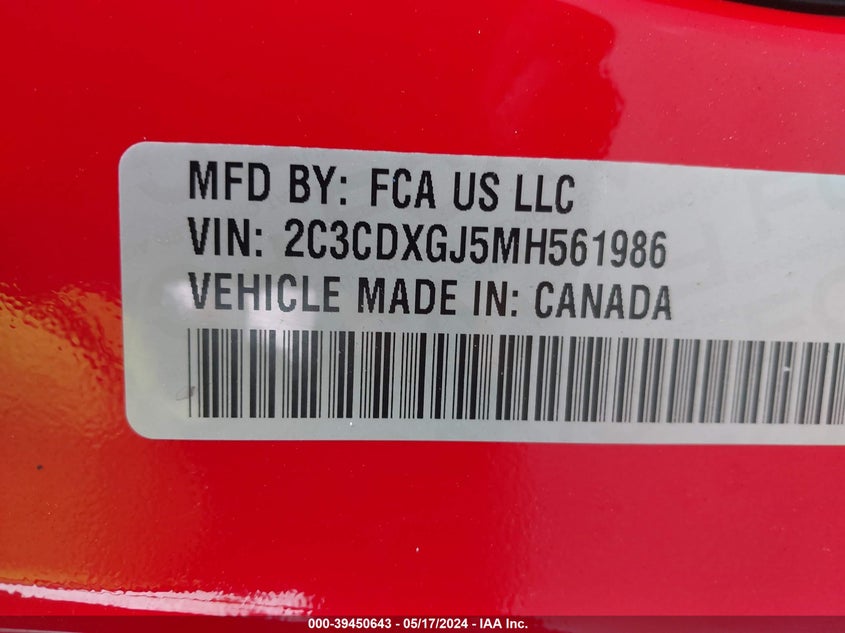 MFD BY: FCA US LLC
VIN: 2C3CDXGJ5MH561986
VEHICLE MADE IN: CANADA
000-39450643 - 05/17/2024 - IAA Inc.